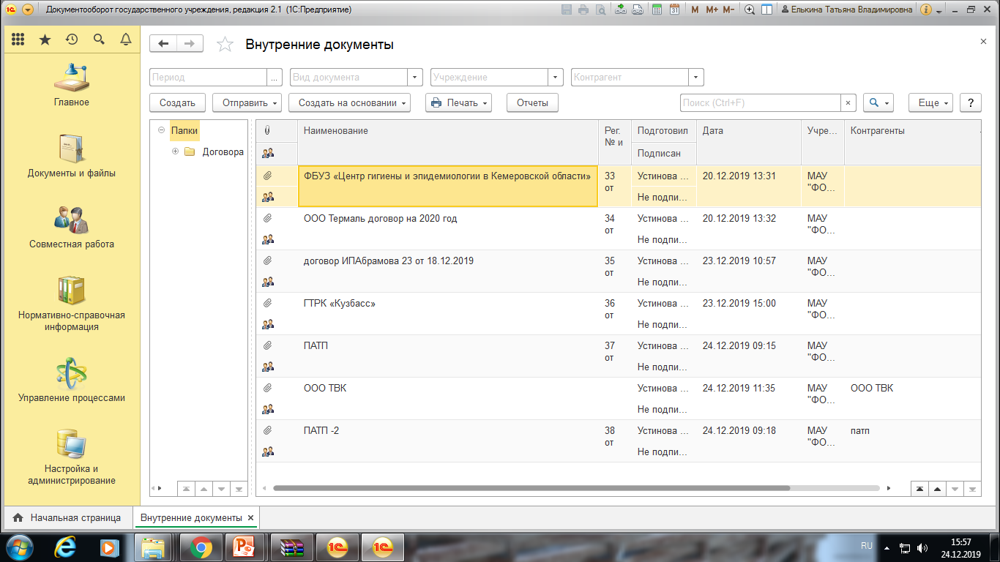 Документооборот государственного учреждения, редакция 2.1 (1С:Предприятие)
M M+ M-
Елькина Татьяна Владимировна
Главное
Документы и файлы
Совместная работа
Нормативно-справочная
информация
Управление процессами
Настройка и
администрирование
Внутренние документы
Период
...
Вид документа
Учреждение
Контрагент
Создать
Отправить
Создать на основании
Печать
Отчеты
Поиск (Ctrl+F)
Еще
?
Папки
Договора
Наименование
Рег.
№ и
Подготовил
Подписан
Дата
Учре...
Контрагенты
ФБУЗ «Центр гигиены и эпидемиологии в Кемеровской области»
33
от
Устинова ...
Не подпи...
20.12.2019 13:31
МАУ
"ФО...
ООО Термаль договор на 2020 год
34
от
Устинова ...
Не подпи...
20.12.2019 13:32
МАУ
"ФО...
договор ИПАбрамова 23 от 18.12.2019
35
от
Устинова ...
Не подпи...
23.12.2019 10:57
МАУ
"ФО...
ГТРК «Кузбасс»
36
от
Устинова ...
Не подпи...
23.12.2019 15:00
МАУ
"ФО...
ПАТП
37
от
Устинова ...
Не подпи...
24.12.2019 09:15
МАУ
"ФО...
ООО ТВК
Устинова ...
Не подпи...
24.12.2019 11:35
МАУ
"ФО...
ООО ТВК
ПАТП -2
38
от
Устинова ...
Не подпи...
24.12.2019 09:18
МАУ
"ФО...
патп
Начальная страница
Внутренние документы
RU
15:57
24.12.2019